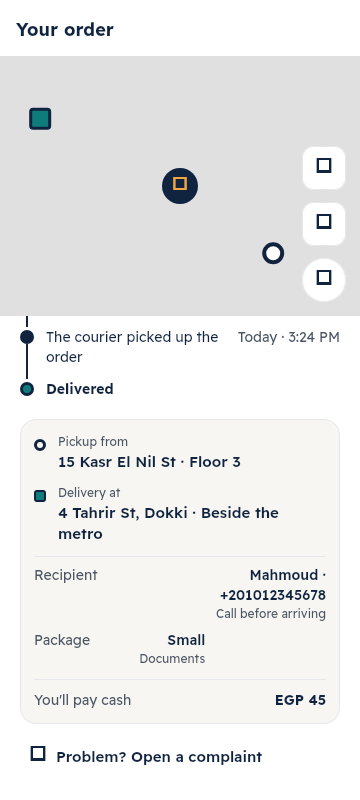 Your order
The courier picked up the
order
Today · 3:24 PM
Delivered
Pickup from
15 Kasr El Nil St · Floor 3
Delivery at
4 Tahrir St, Dokki · Beside the
metro
Recipient
Mahmoud ·
+201012345678
Call before arriving
Package
Small
Documents
You'll pay cash
EGP 45
Problem? Open a complaint